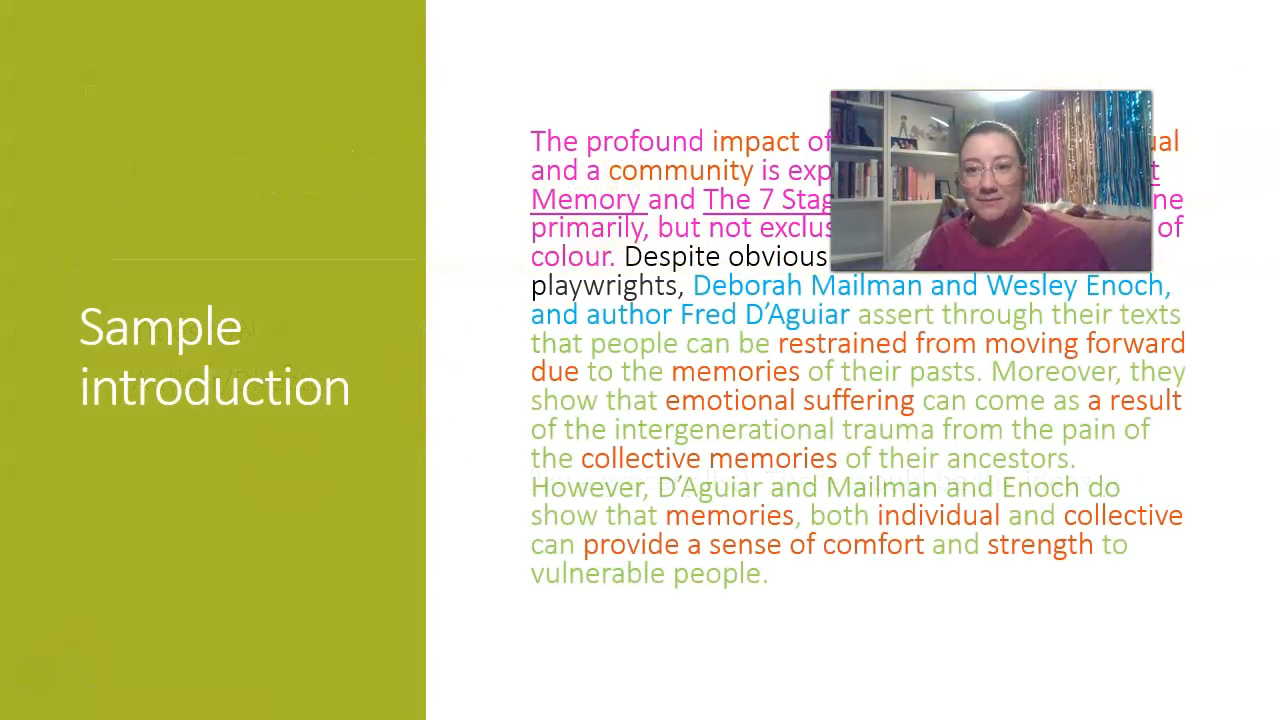 Sample
introduction
The profound impact of
and a community is
Memory and The 7
primarily, but not of
colour. Despite obvious
playwrights, Deborah Mailman and Wesley Enoch,
and author Fred D’Aguiar assert through their texts
that people can be restrained from moving forward
due to the memories of their pasts. Moreover, they
show that emotional suffering can come as a result
of the intergenerational trauma from the pain of
the collective memories of their ancestors.
However, D’Aguiar and Mailman and Enoch do
show that memories, both individual and collective
can provide a sense of comfort and strength to
vulnerable people.